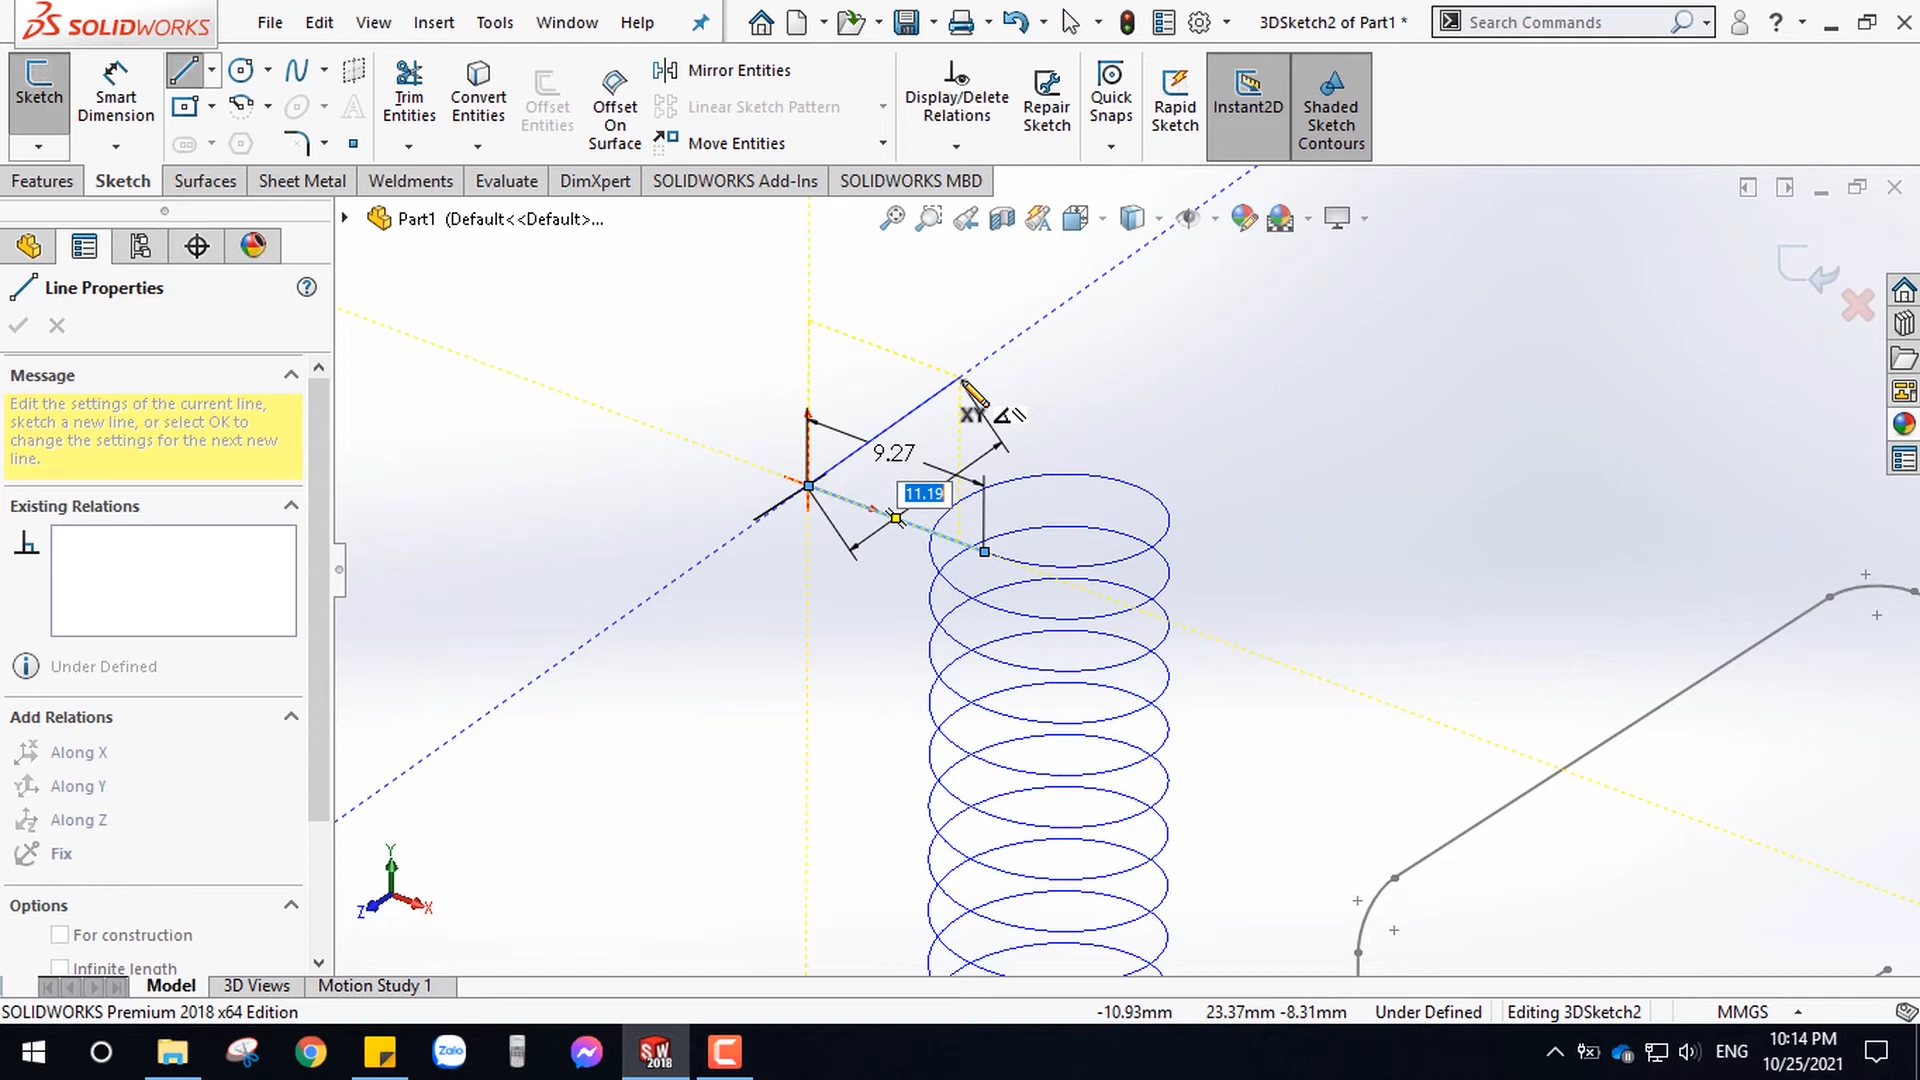 SOLIDWORKS
File
Edit
View
Insert
Tools
Window
Help
3DSketch2 of Part1 *
Search Commands
?
Sketch
Smart Dimension
Trim Entities
Convert Entities
Offset Entities
Offset On Surface
Mirror Entities
Linear Sketch Pattern
Move Entities
Display/Delete Relations
Repair Sketch
Quick Snaps
Rapid Sketch
Instant2D
Shaded Sketch Contours
Features
Sketch
Surfaces
Sheet Metal
Weldments
Evaluate
DimXpert
SOLIDWORKS Add-Ins
SOLIDWORKS MBD
Part1 (Default<<Default>...
Line Properties
Message
Edit the settings of the current line,
sketch a new line, or select OK to
change the settings for the next new
line.
Existing Relations
Under Defined
Add Relations
Along X
Along Y
Along Z
Fix
Options
For construction
Infinite length
XY
9.27
11.19
Y
Z
X
Model
3D Views
Motion Study 1
SOLIDWORKS Premium 2018 x64 Edition
-10.93mm
23.37mm -8.31mm
Under Defined
Editing 3DSketch2
MMGS
Zalo
SW
2018
ENG
10:14 PM
10/25/2021